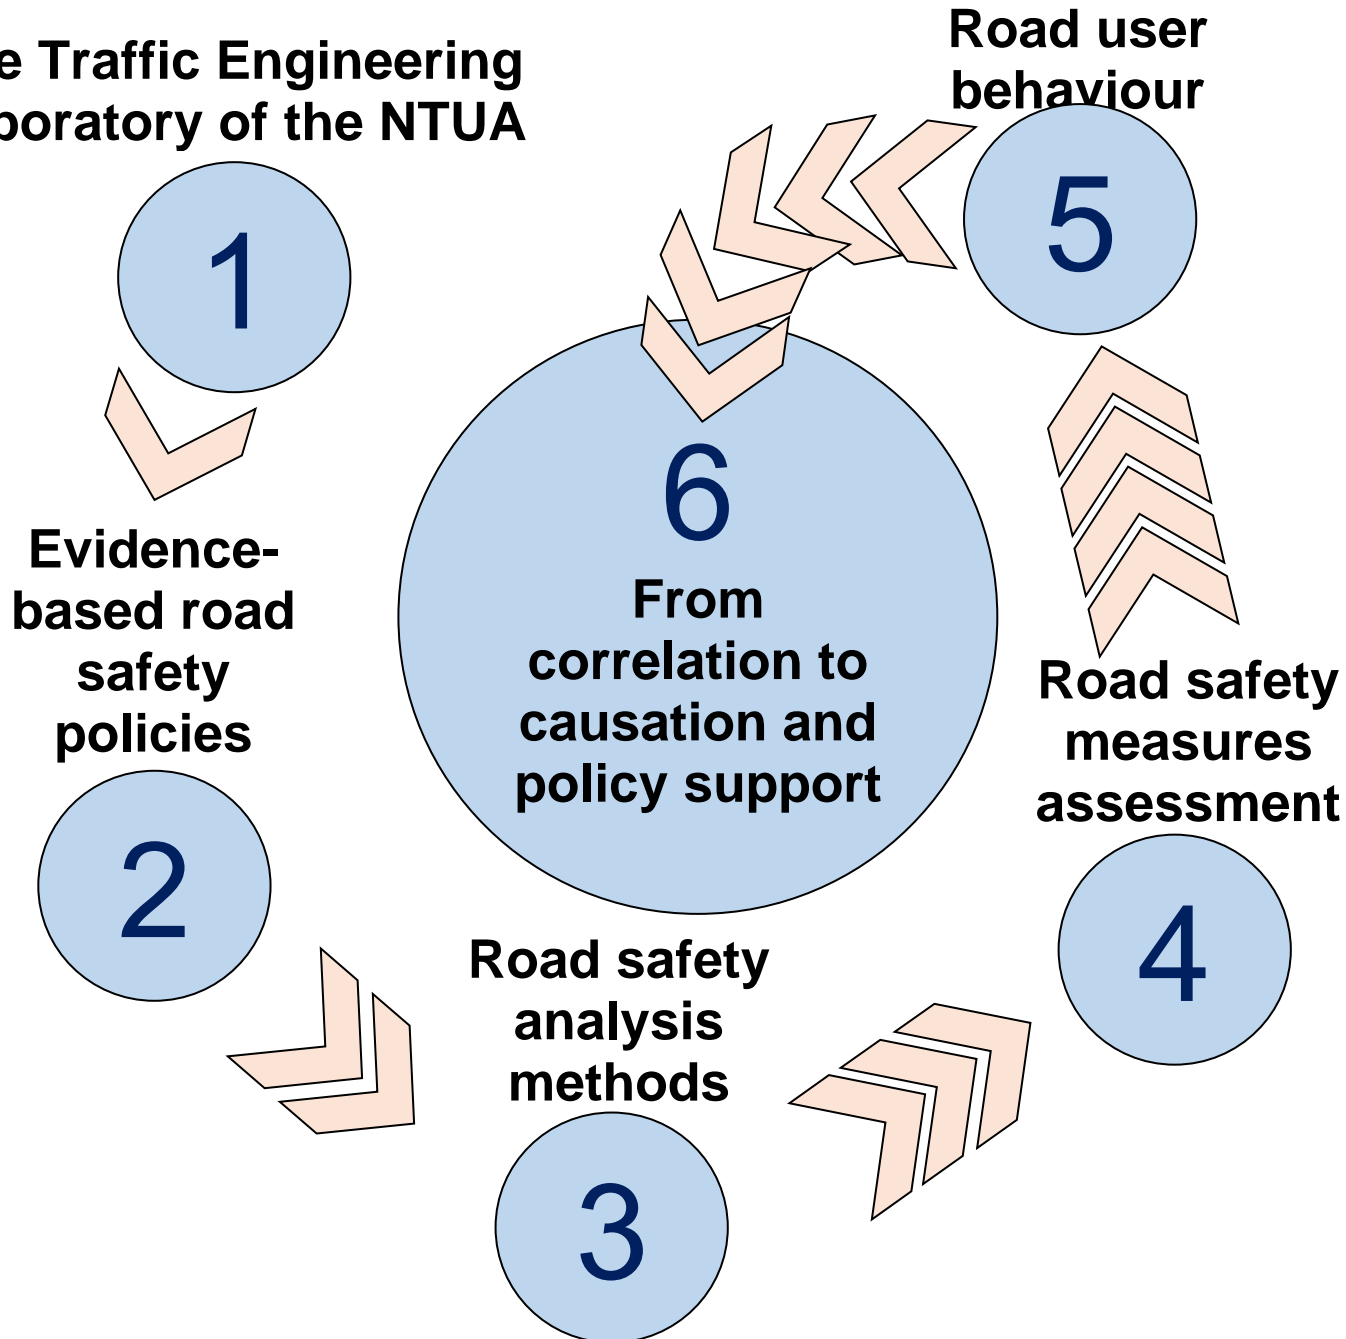 e Traffic Engineering
boratory of the NTUA
1
Evidence-
based road
safety
policies
2
Road safety
analysis
methods
3
Road safety
measures
assessment
4
Road user
behaviour
5
6
From
correlation to
causation and
policy support